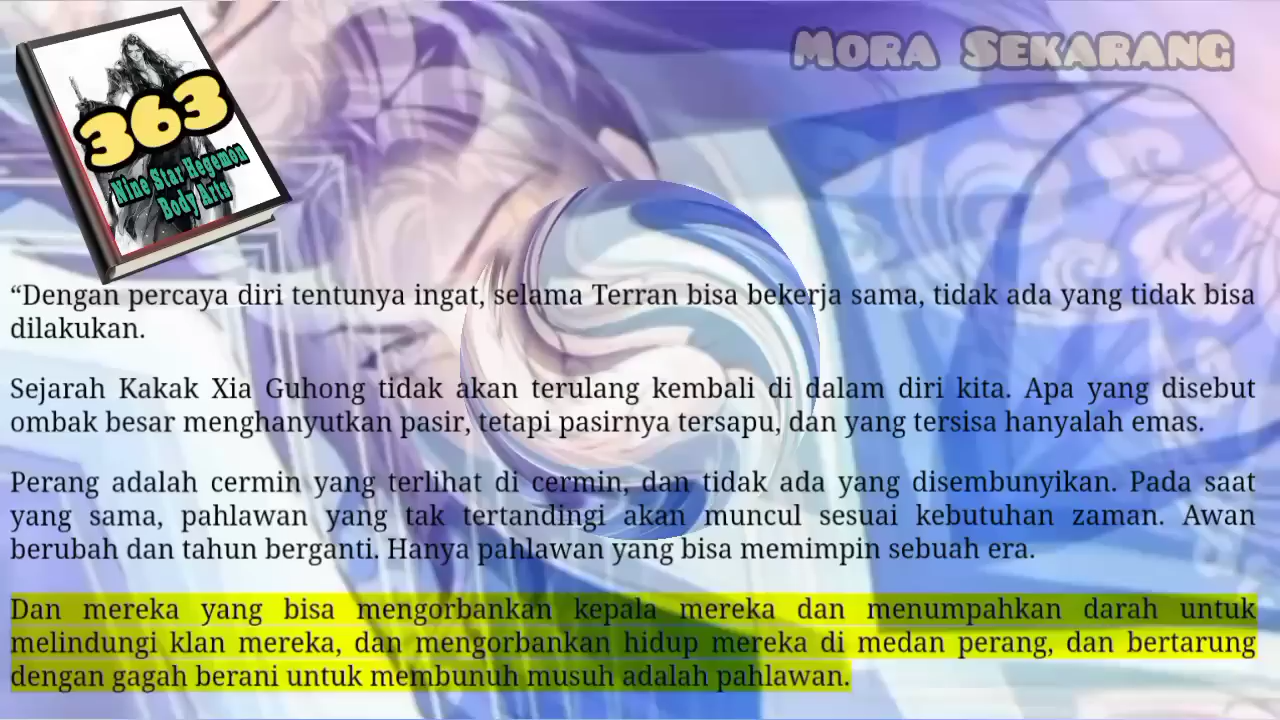 Mora Sekarang
363
Nine Star Hegemon
Body Arts
“Dengan percaya diri tentunya ingat, selama Terran bisa bekerja sama, tidak ada yang tidak bisa
dilakukan.
Sejarah Kakak Xia Guhong tidak akan terulang kembali di dalam diri kita. Apa yang disebut
ombak besar menghanyutkan pasir, tetapi pasirnya tersapu, dan yang tersisa hanyalah emas.
Perang adalah cermin yang terlihat di cermin, dan tidak ada yang disembunyikan. Pada saat
yang sama, pahlawan yang tak tertandingi akan muncul sesuai kebutuhan zaman. Awan
berubah dan tahun berganti. Hanya pahlawan yang bisa memimpin sebuah era.
Dan mereka yang bisa mengorbankan kepala mereka dan menumpahkan darah untuk
melindungi klan mereka, dan mengorbankan hidup mereka di medan perang, dan bertarung
dengan gagah berani untuk membunuh musuh adalah pahlawan.